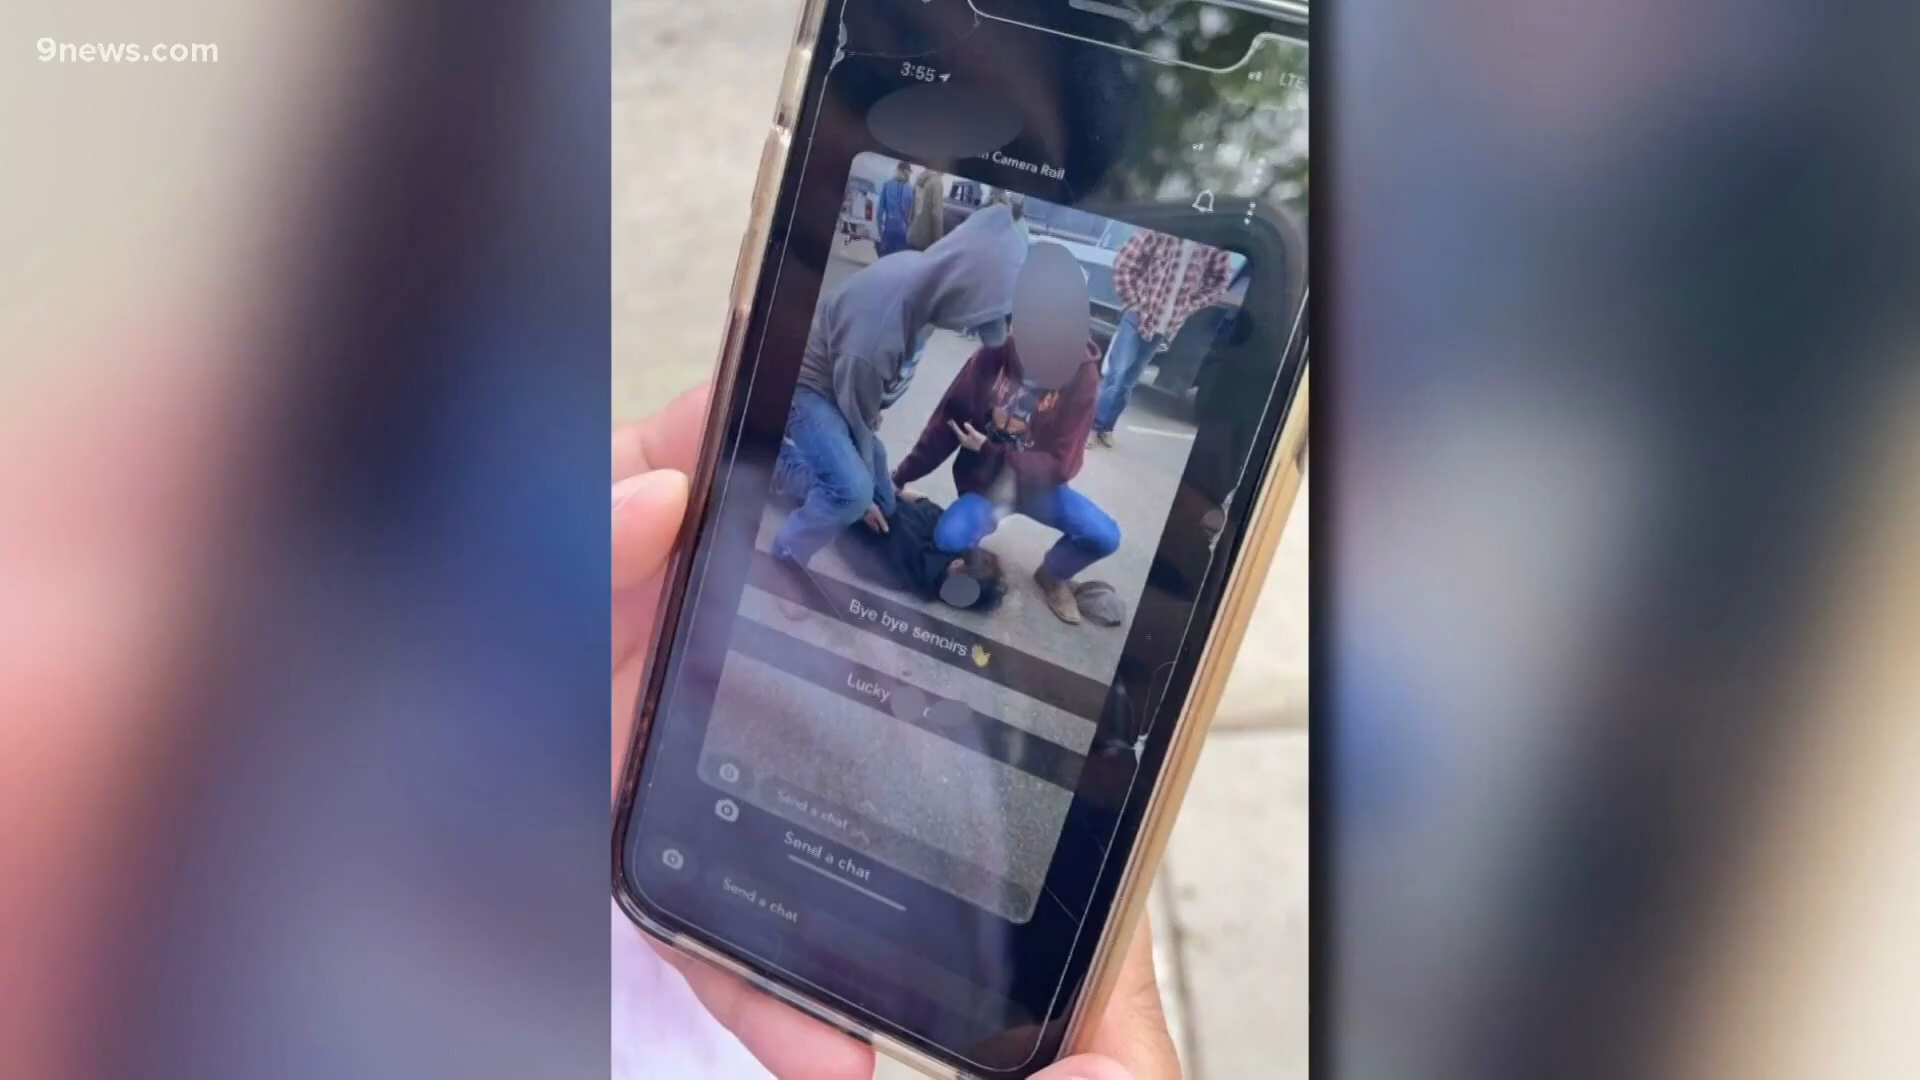 9news.com
3:55
LTE
Camera Roll
Bye bye senoirs 👋
Lucky
Send a chat
Send a chat
Send a chat